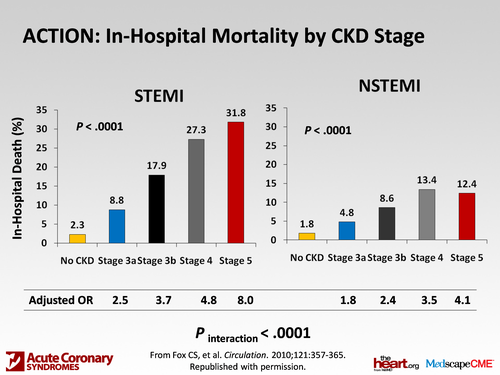 ACTION: In-Hospital Mortality by CKD Stage
STEMI
In-Hospital Death (%)
35
30
25
20
15
10
5
0
P < .0001
2.3
8.8
17.9
27.3
31.8
No CKD Stage 3a Stage 3b Stage 4 Stage 5
NSTEMI
35
30
25
20
15
10
5
0
P < .0001
1.8
4.8
8.6
13.4
12.4
No CKD Stage 3a Stage 3b Stage 4 Stage 5
Adjusted OR 2.5 3.7 4.8 8.0 1.8 2.4 3.5 4.1
P interaction < .0001
Acute Coronary
SYNDROMES
From Fox CS, et al. Circulation. 2010;121:357-365.
Republished with permission.
the
heart.org
MedscapeCME